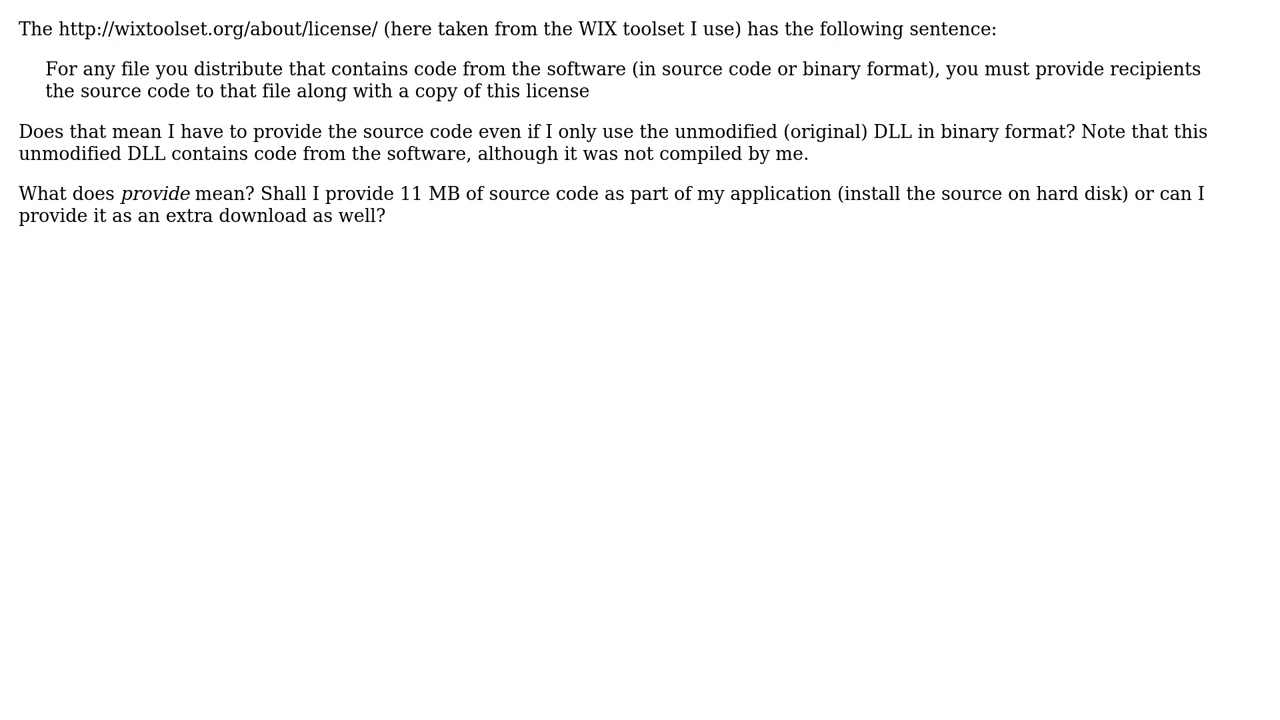 The http://wixtoolset.org/about/license/ (here taken from the WIX toolset I use) has the following sentence:
For any file you distribute that contains code from the software (in source code or binary format), you must provide recipients
the source code to that file along with a copy of this license
Does that mean I have to provide the source code even if I only use the unmodified (original) DLL in binary format? Note that this
unmodified DLL contains code from the software, although it was not compiled by me.
What does provide mean? Shall I provide 11 MB of source code as part of my application (install the source on hard disk) or can I
provide it as an extra download as well?